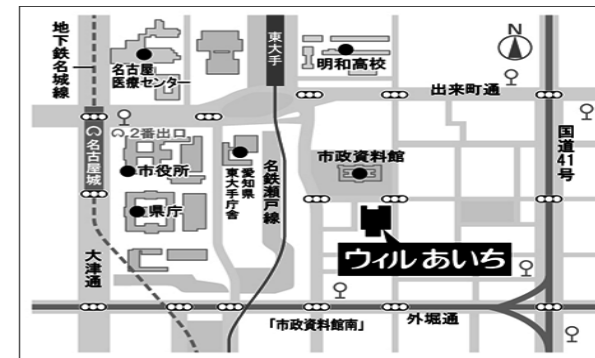 地下鉄名城線
名古屋
医療センター
東大手
明和高校
N
出来町通
2番出口
名古屋城
市役所
愛知県
東大手庁舎
名鉄瀬戸線
市政資料館
国道41号
県庁
大津通
ウィルあいち
「市政資料館南」
外堀通